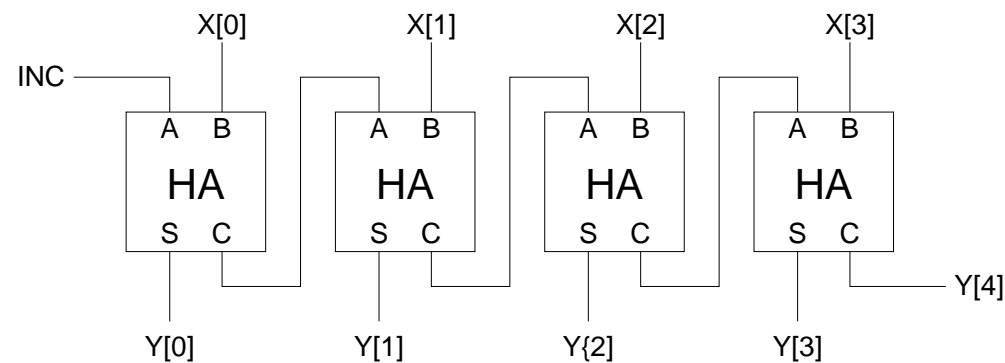 X[0] X[1] X[2] X[3]
INC
A B A B A B A B
HA HA HA HA
S C S C S C S C
Y[4]
Y[0] Y[1] Y{2] Y[3]